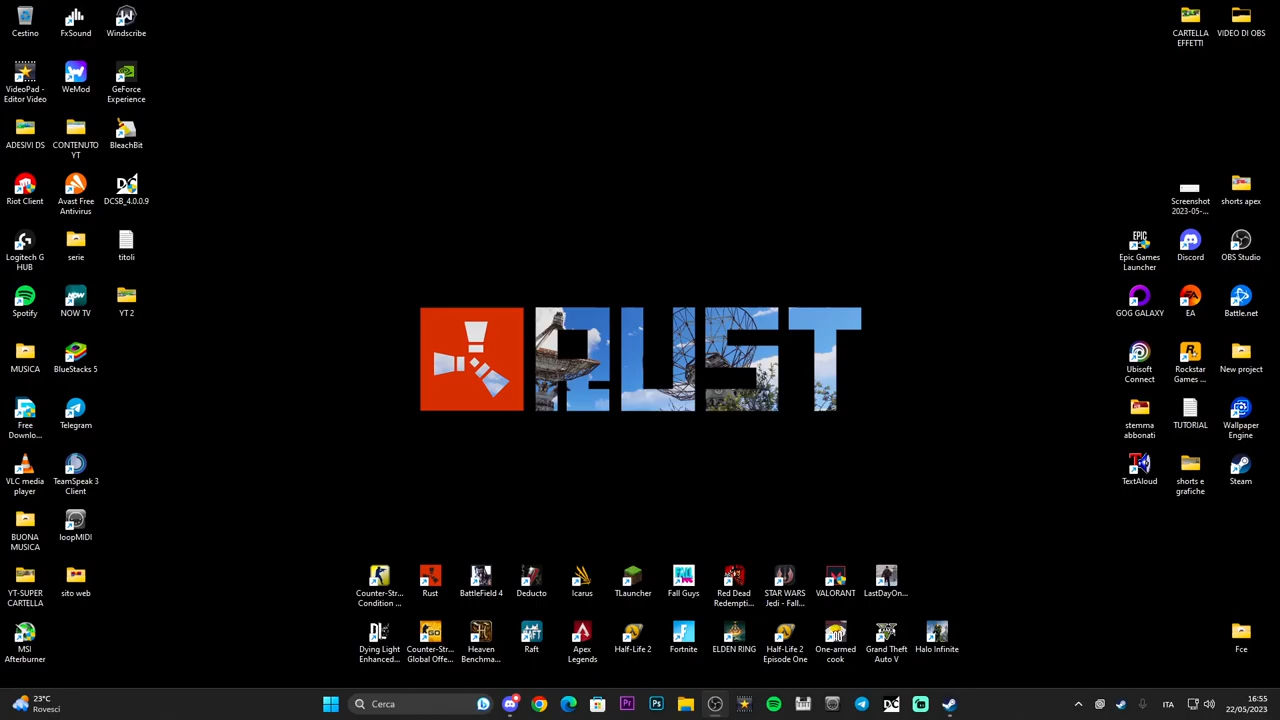 Cestino
FxSound
Windscribe
VideoPad -
Editor Video
WeMod
GeForce
Experience
ADESIVI DS
CONTENUTO
YT
BleachBit
Riot Client
Avast Free
Antivirus
DCSB_4.0.0.9
Logitech G
HUB
serie
titoli
Spotify
NOW TV
YT 2
MUSICA
BlueStacks 5
Free
Downlo...
Telegram
VLC media
player
TeamSpeak 3
Client
BUONA
MUSICA
loopMIDI
YT-SUPER
CARTELLA
sito web
MSI
Afterburner
RUST
CARTELLA
EFFETTI
VIDEO DI OBS
Screenshot
2023-05-...
shorts apex
Epic Games
Launcher
Discord
OBS Studio
GOG GALAXY
EA
Battle.net
Ubisoft
Connect
Rockstar
Games ...
New project
stemma
abbonati
TUTORIAL
Wallpaper
Engine
TextAloud
shorts e
grafiche
Steam
Counter-Str...
Condition ...
Rust
BattleField 4
Deducto
Icarus
TLauncher
Fall Guys
Red Dead
Redempti...
STAR WARS
Jedi - Fall...
VALORANT
LastDayOn...
Dying Light
Enhanced...
Counter-Str...
Global Offe...
Heaven
Benchma...
Raft
Apex
Legends
Half-Life 2
Fortnite
ELDEN RING
Half-Life 2
Episode One
One-armed
cook
Grand Theft
Auto V
Halo Infinite
Fce
23°C
Rovesci
Cerca
ITA
16:55
22/05/2023